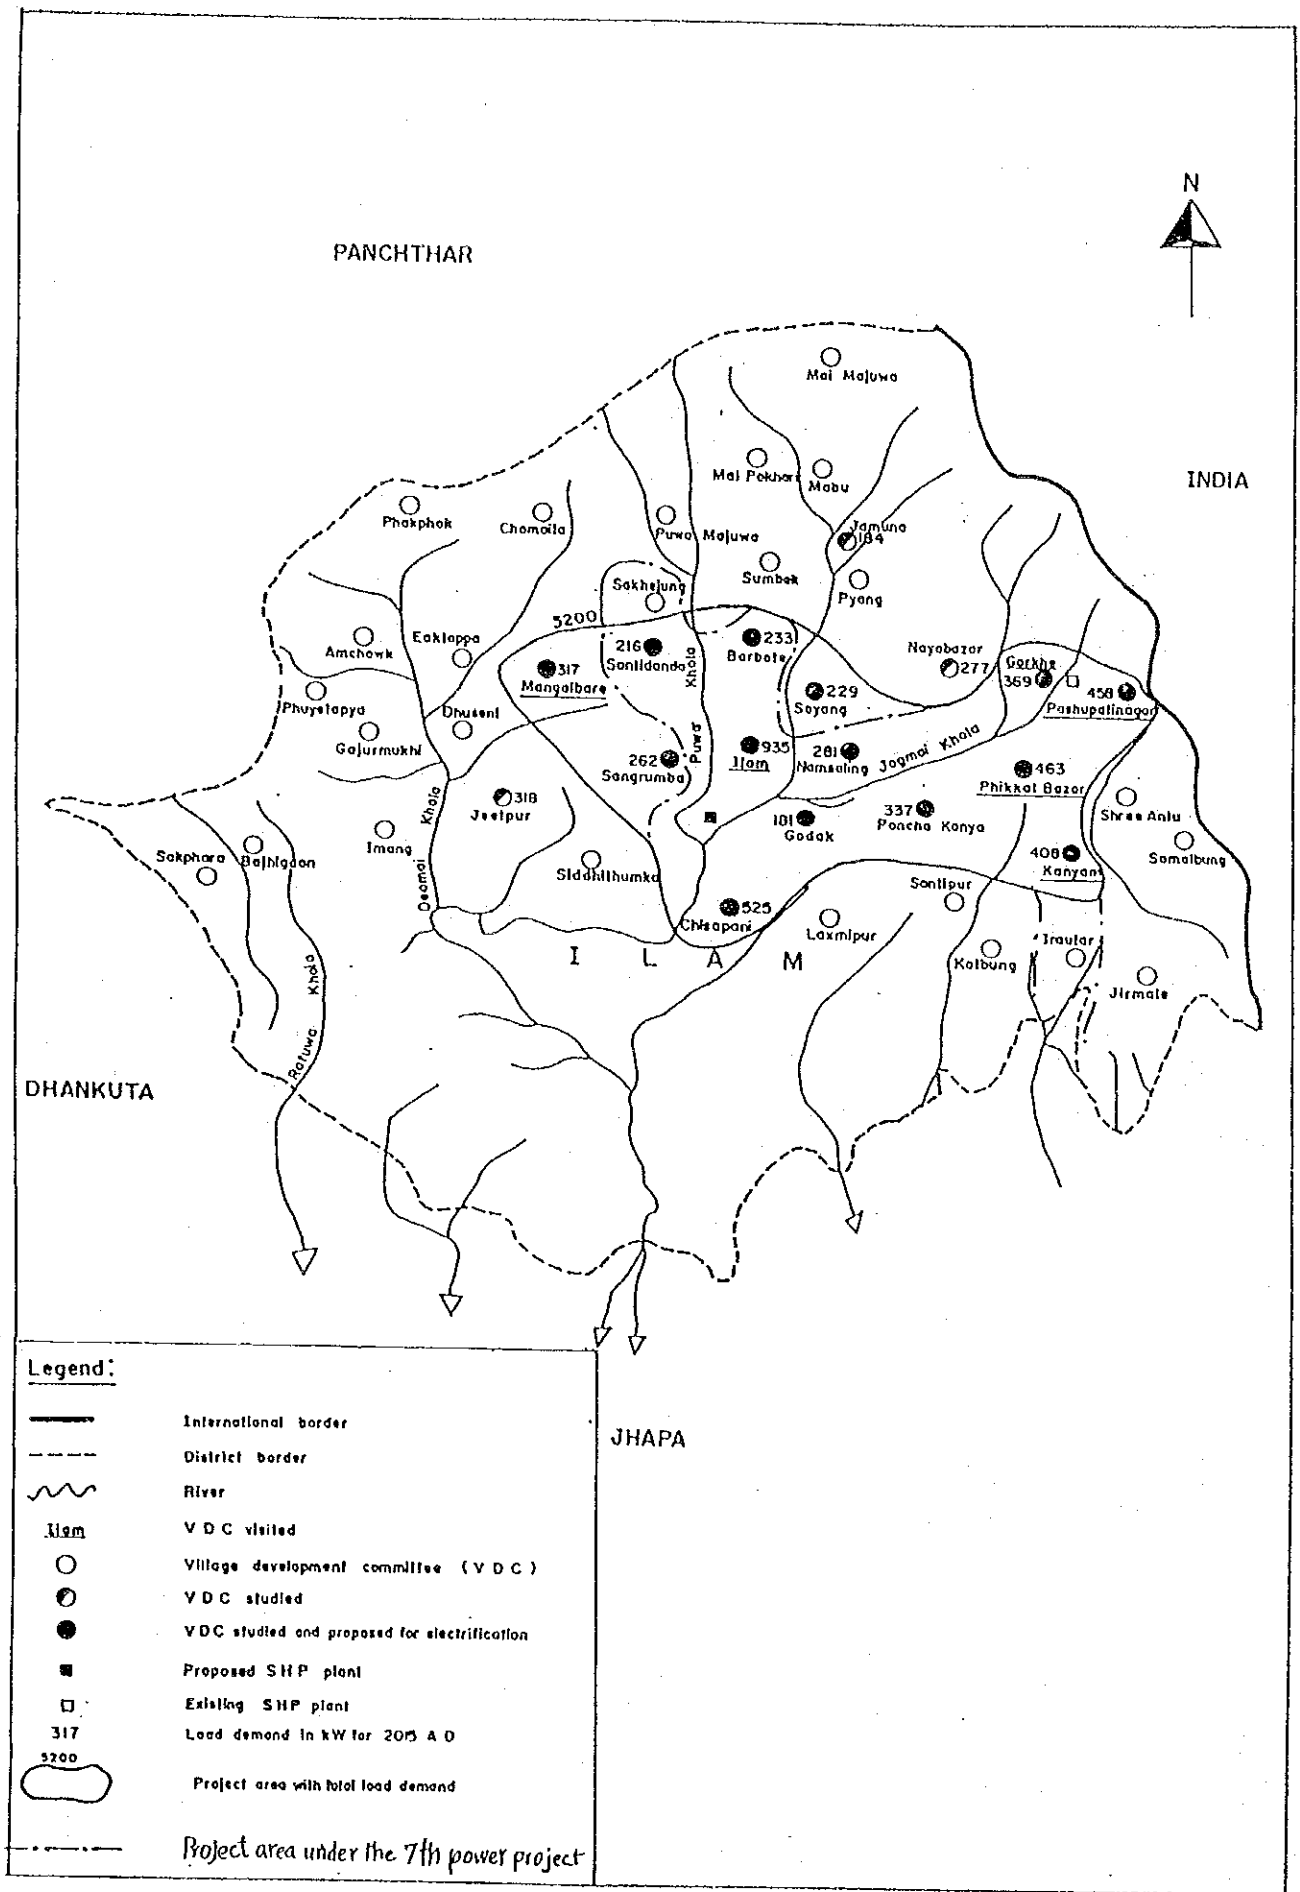 N
PANCHTHAR
Mai Majuwa
INDIA
Mai Pokhari
Mabu
Phakphok
Chamaita
Puwa Majuwa
Jamuna
184
Sumbek
Pyang
Sakhejung
5200
Amchowk
Eaktappa
216
Santidanda
233
Barbote
Nayabazar
277
Gorkhe
369
458
Pashupatinagar
317
Mangalbare
Puwa Khola
229
Soyang
Phuyatapya
Dhuseni
Gajurmukhi
262
Sangrumba
935
Ilam
281
Namsaling
Jogmai Khola
463
Phikkal Bazar
318
Jeetpur
Deomai Khola
Imang
181
Godak
337
Pancha Kanya
Shree Antu
Samalbung
Sakphara
Bajhigaon
Siddhithumka
408
Kanyam
Santipur
525
Chisapani
Laxmipur
I L A M
Kolbung
Irautar
Jirmale
Ratuwa Khola
DHANKUTA
JHAPA
Legend:
International border
District border
River
Ilam VDC visited
Village development committee (VDC)
VDC studied
VDC studied and proposed for electrification
Proposed SHP plant
Existing SHP plant
317 Load demand in kW for 2015 A D
5200
Project area with total load demand
Project area under the 7th power project